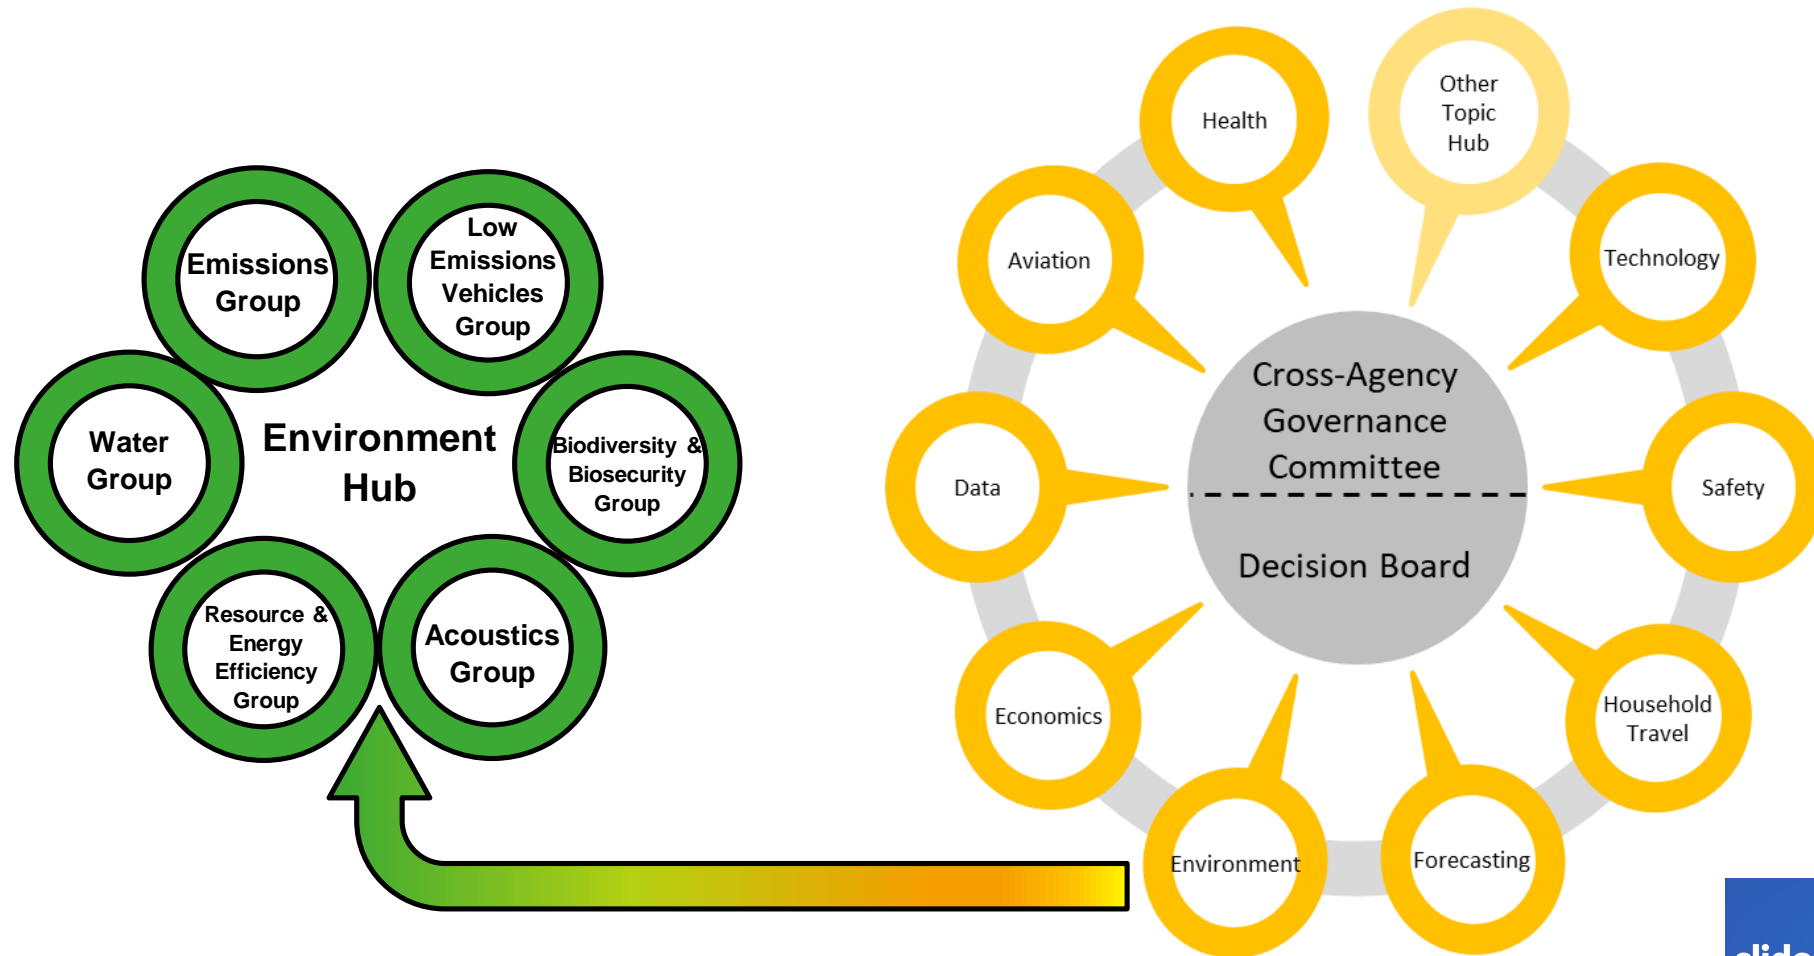 Emissions
Group
Low
Emissions
Vehicles
Group
Water
Group
Environment
Hub
Biodiversity &
Biosecurity
Group
Resource &
Energy
Efficiency
Group
Acoustics
Group
Health
Other
Topic
Hub
Aviation
Technology
Cross-Agency
Governance
Committee
Decision Board
Data
Safety
Economics
Household
Travel
Environment
Forecasting